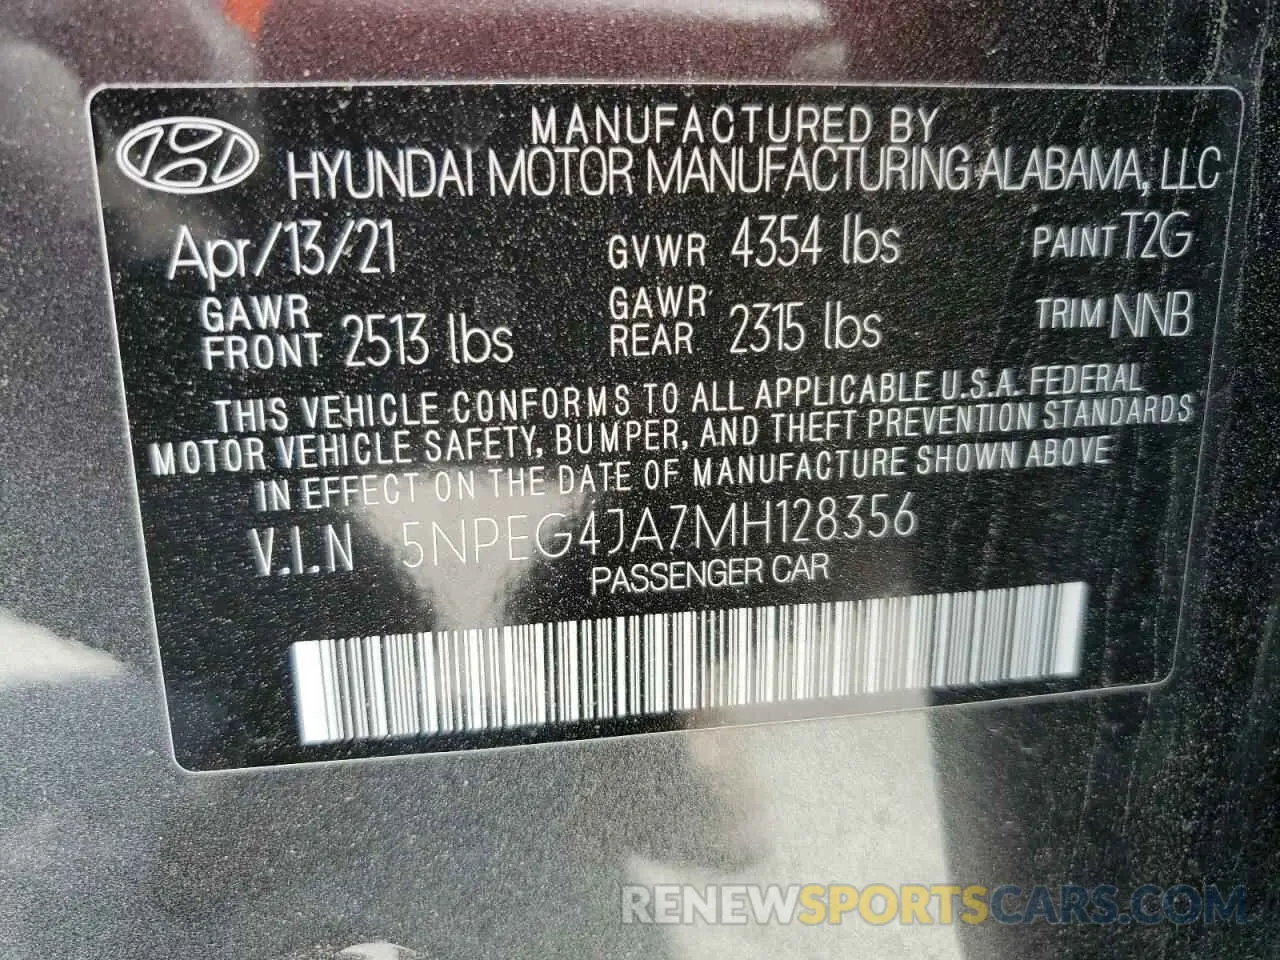 MANUFACTURED BY
HYUNDAI MOTOR MANUFACTURING ALABAMA, LLC
Apr/13/21 GVWR 4354 lbs PAINT T2G
GAWR FRONT 2513 lbs GAWR REAR 2315 lbs TRIM NNB
THIS VEHICLE CONFORMS TO ALL APPLICABLE U.S.A. FEDERAL
MOTOR VEHICLE SAFETY, BUMPER, AND THEFT PREVENTION STANDARDS
IN EFFECT ON THE DATE OF MANUFACTURE SHOWN ABOVE
V.I.N 5NPEG4JA7MH128356
PASSENGER CAR
RENEWSPORTSCARS.COM